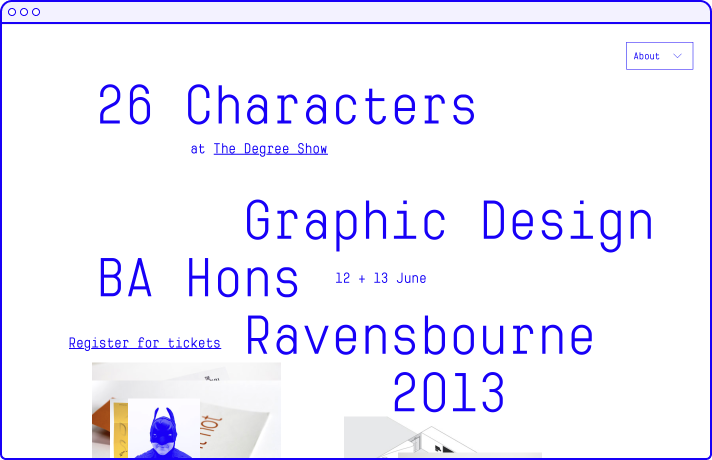 About
26 Characters
at The Degree Show
Graphic Design
BA Hons
12 + 13 June
Register for tickets
Ravensbourne
2013
not